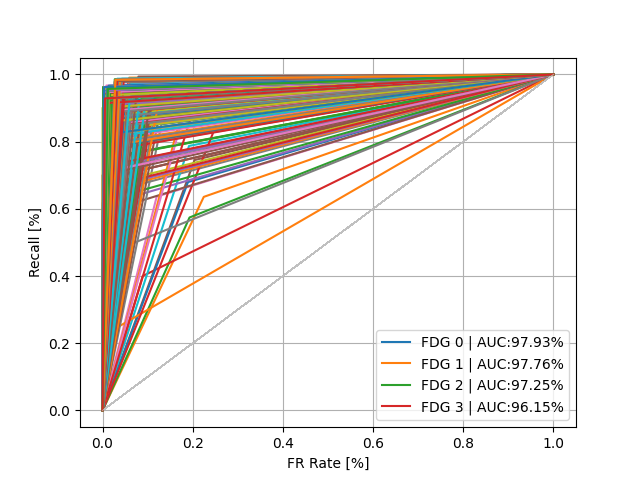 1.0
0.8
0.6
0.4
0.2
0.0
Recall [%]
0.0 0.2 0.4 0.6 0.8 1.0
FR Rate [%]
FDG 0 | AUC:97.93%
FDG 1 | AUC:97.76%
FDG 2 | AUC:97.25%
FDG 3 | AUC:96.15%